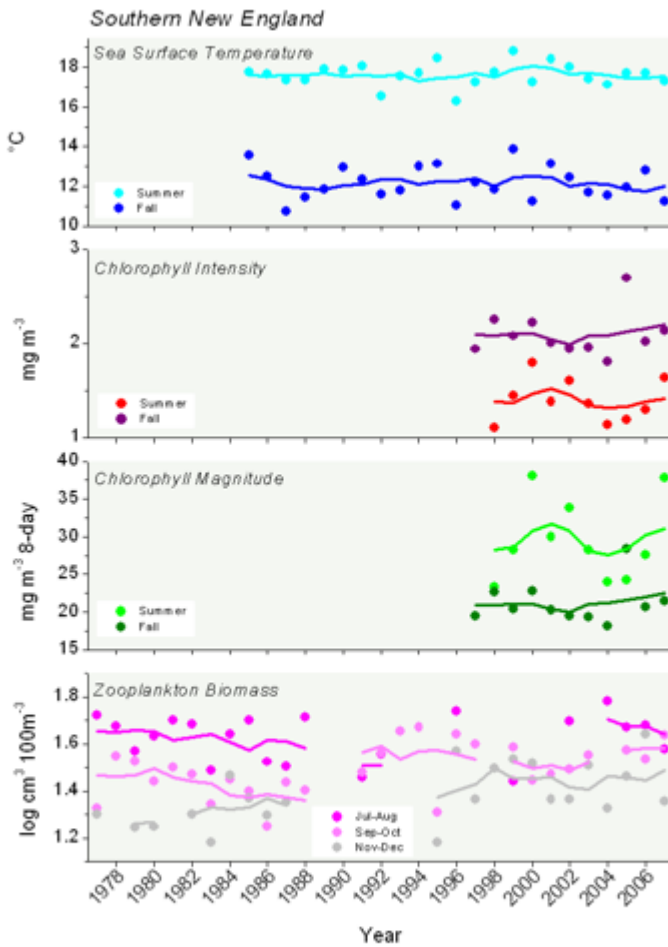 Southern New England
Sea Surface Temperature
18
16
14
12
10
°C
Summer
Fall
Chlorophyll Intensity
3
2
1
mg m-3
Summer
Fall
Chlorophyll Magnitude
40
35
30
25
20
15
mg m-3 8-day
Summer
Fall
Zooplankton Biomass
1.8
1.6
1.4
1.2
log cm3 100m-3
Jul-Aug
Sep-Oct
Nov-Dec
1978
1980
1982
1984
1986
1988
1990
1992
1994
1996
1998
2000
2002
2004
2006
Year